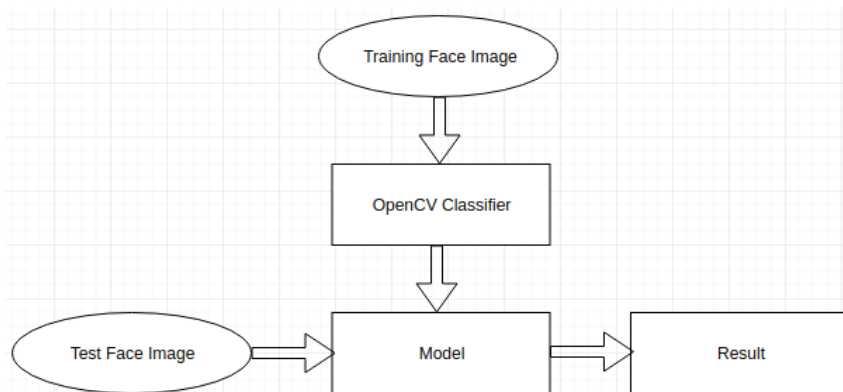 Training Face Image
OpenCV Classifier
Test Face Image
Model
Result